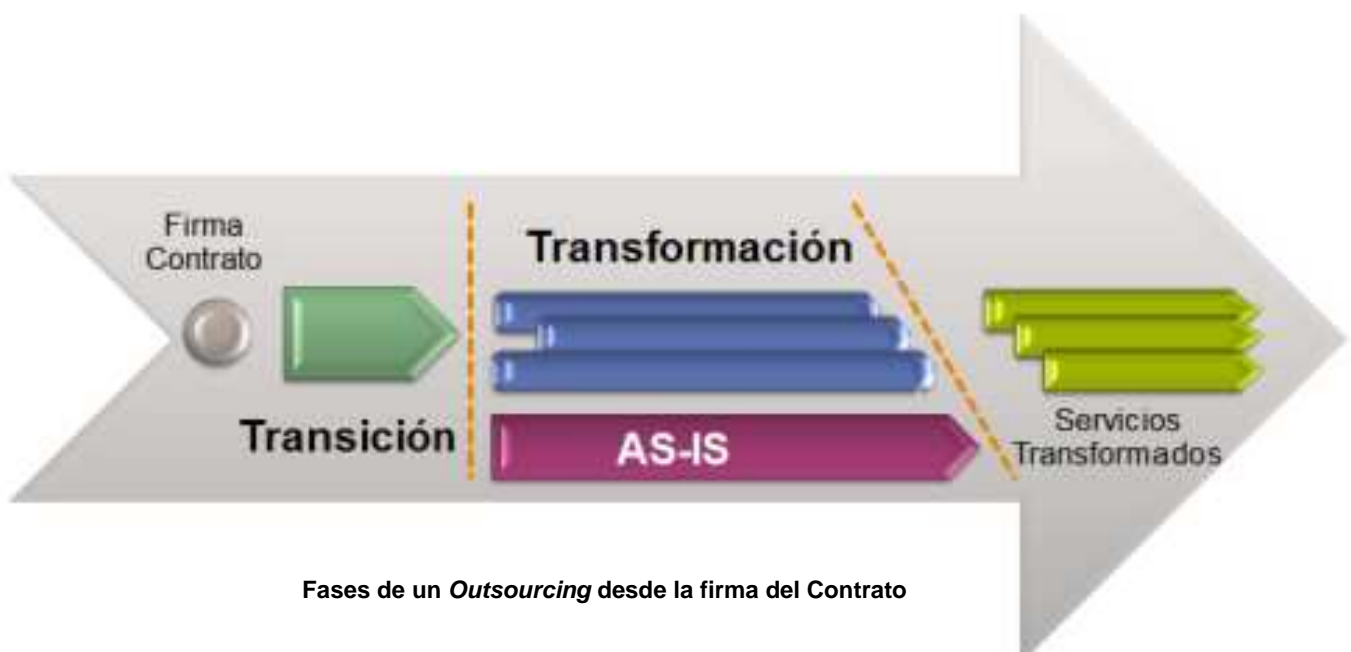 Firma
Contrato
Transición
Transformación
AS-IS
Servicios
Transformados
Fases de un Outsourcing desde la firma del Contrato